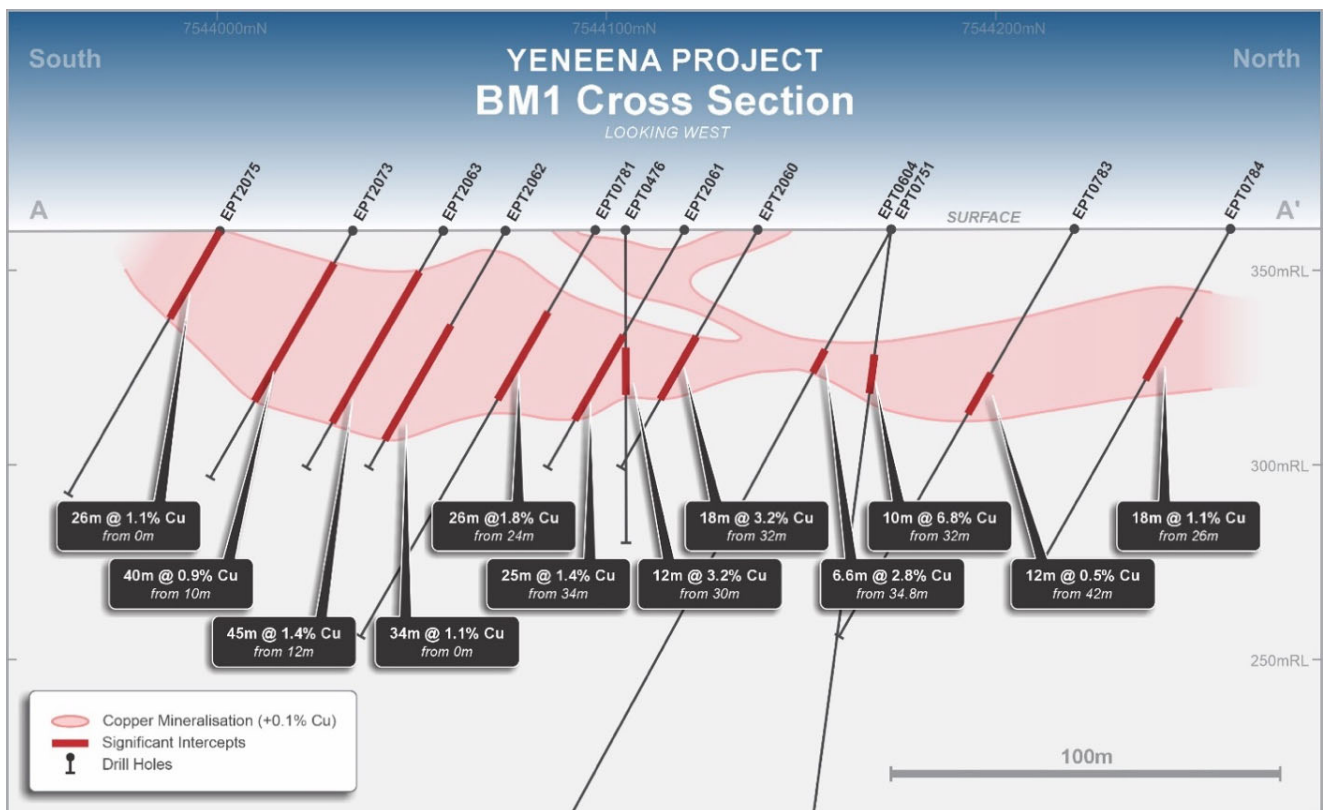 7544000mN
7544100mN
7544200mN
South
North
YENEENA PROJECT
BM1 Cross Section
LOOKING WEST
EPT2075
EPT2073
EPT2063
EPT2062
EPT0781
EPT0476
EPT2061
EPT2060
EPT0604
EPT0751
EPT0783
EPT0784
A
SURFACE
A'
350mRL
300mRL
250mRL
26m @ 1.1% Cu
from 0m
40m @ 0.9% Cu
from 10m
45m @ 1.4% Cu
from 12m
34m @ 1.1% Cu
from 0m
26m @1.8% Cu
from 24m
25m @ 1.4% Cu
from 34m
12m @ 3.2% Cu
from 30m
18m @ 3.2% Cu
from 32m
6.6m @ 2.8% Cu
from 34.8m
10m @ 6.8% Cu
from 32m
12m @ 0.5% Cu
from 42m
18m @ 1.1% Cu
from 26m
Copper Mineralisation (+0.1% Cu)
Significant Intercepts
Drill Holes
100m